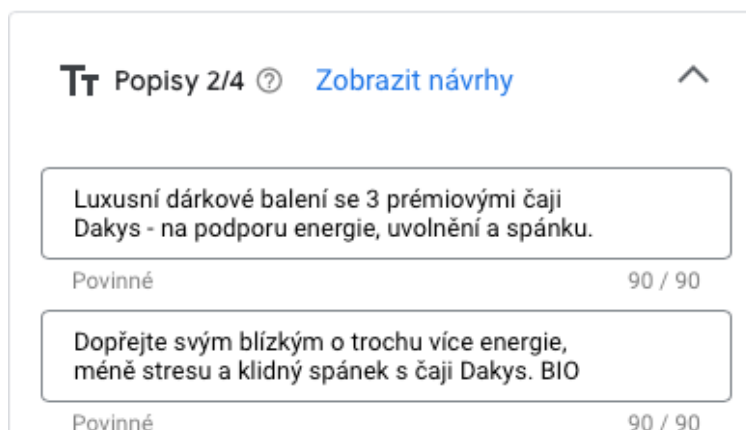 Popisy 2/4 Zobrazit návrhy
Luxusní dárkové balení se 3 prémiovými čaji
Dakys - na podporu energie, uvolnění a spánku.
Povinné 90 / 90
Dopřejte svým blízkým o trochu více energie,
méně stresu a klidný spánek s čaji Dakys. BIO
Povinné 90 / 90